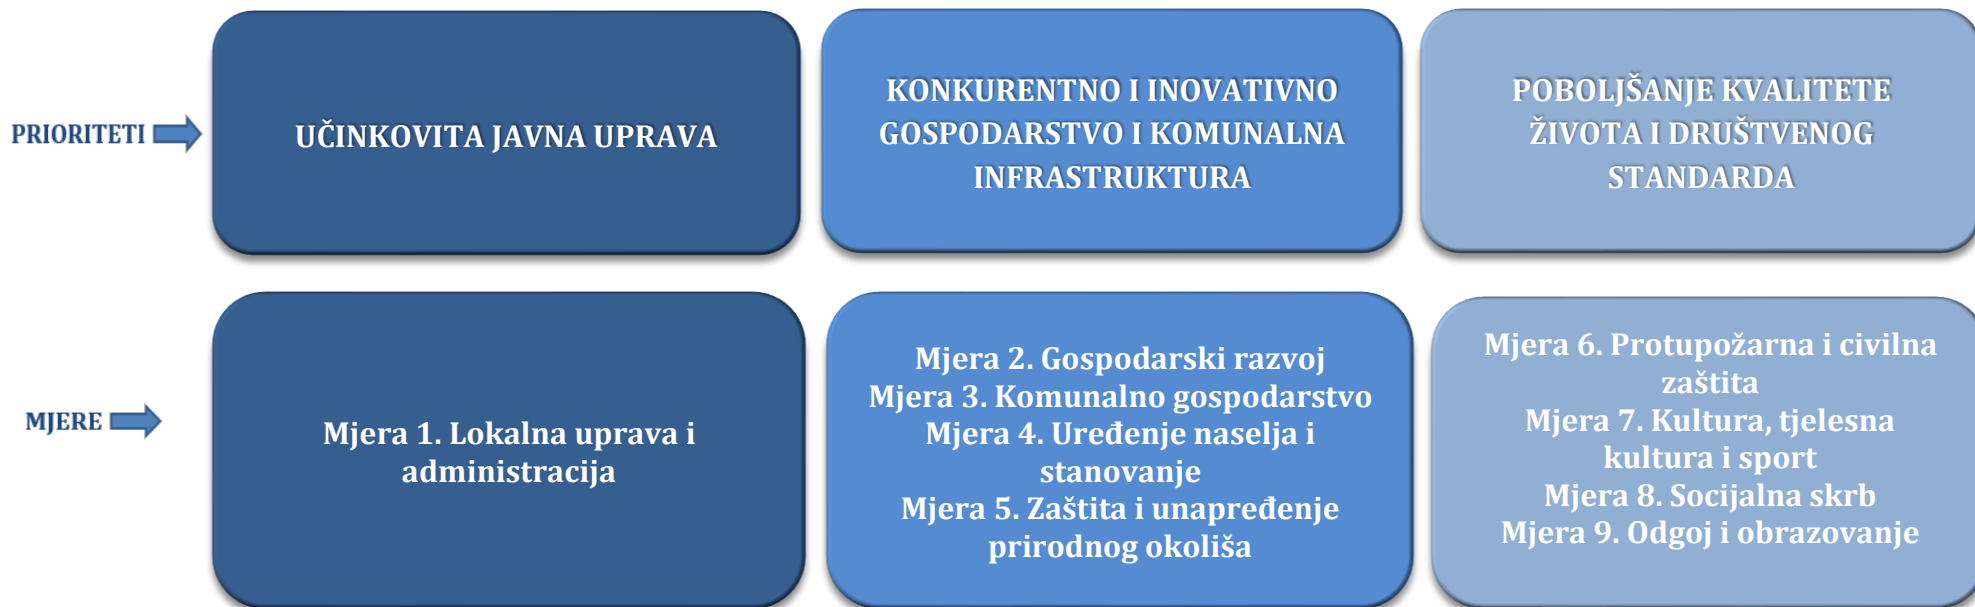 PRIORITETI
UČINKOVITA JAVNA UPRAVA
KONKURENTNO I INOVATIVNO
GOSPODARSTVO I KOMUNALNA
INFRASTRUKTURA
POBOLJŠANJE KVALITETE
ŽIVOTA I DRUŠTVENOG
STANDARDA
MJERE
Mjera 1. Lokalna uprava i
administracija
Mjera 2. Gospodarski razvoj
Mjera 3. Komunalno gospodarstvo
Mjera 4. Uređenje naselja i
stanovanje
Mjera 5. Zaštita i unapređenje
prirodnog okoliša
Mjera 6. Protupožarna i civilna
zaštita
Mjera 7. Kultura, tjelesna
kultura i sport
Mjera 8. Socijalna skrb
Mjera 9. Odgoj i obrazovanje